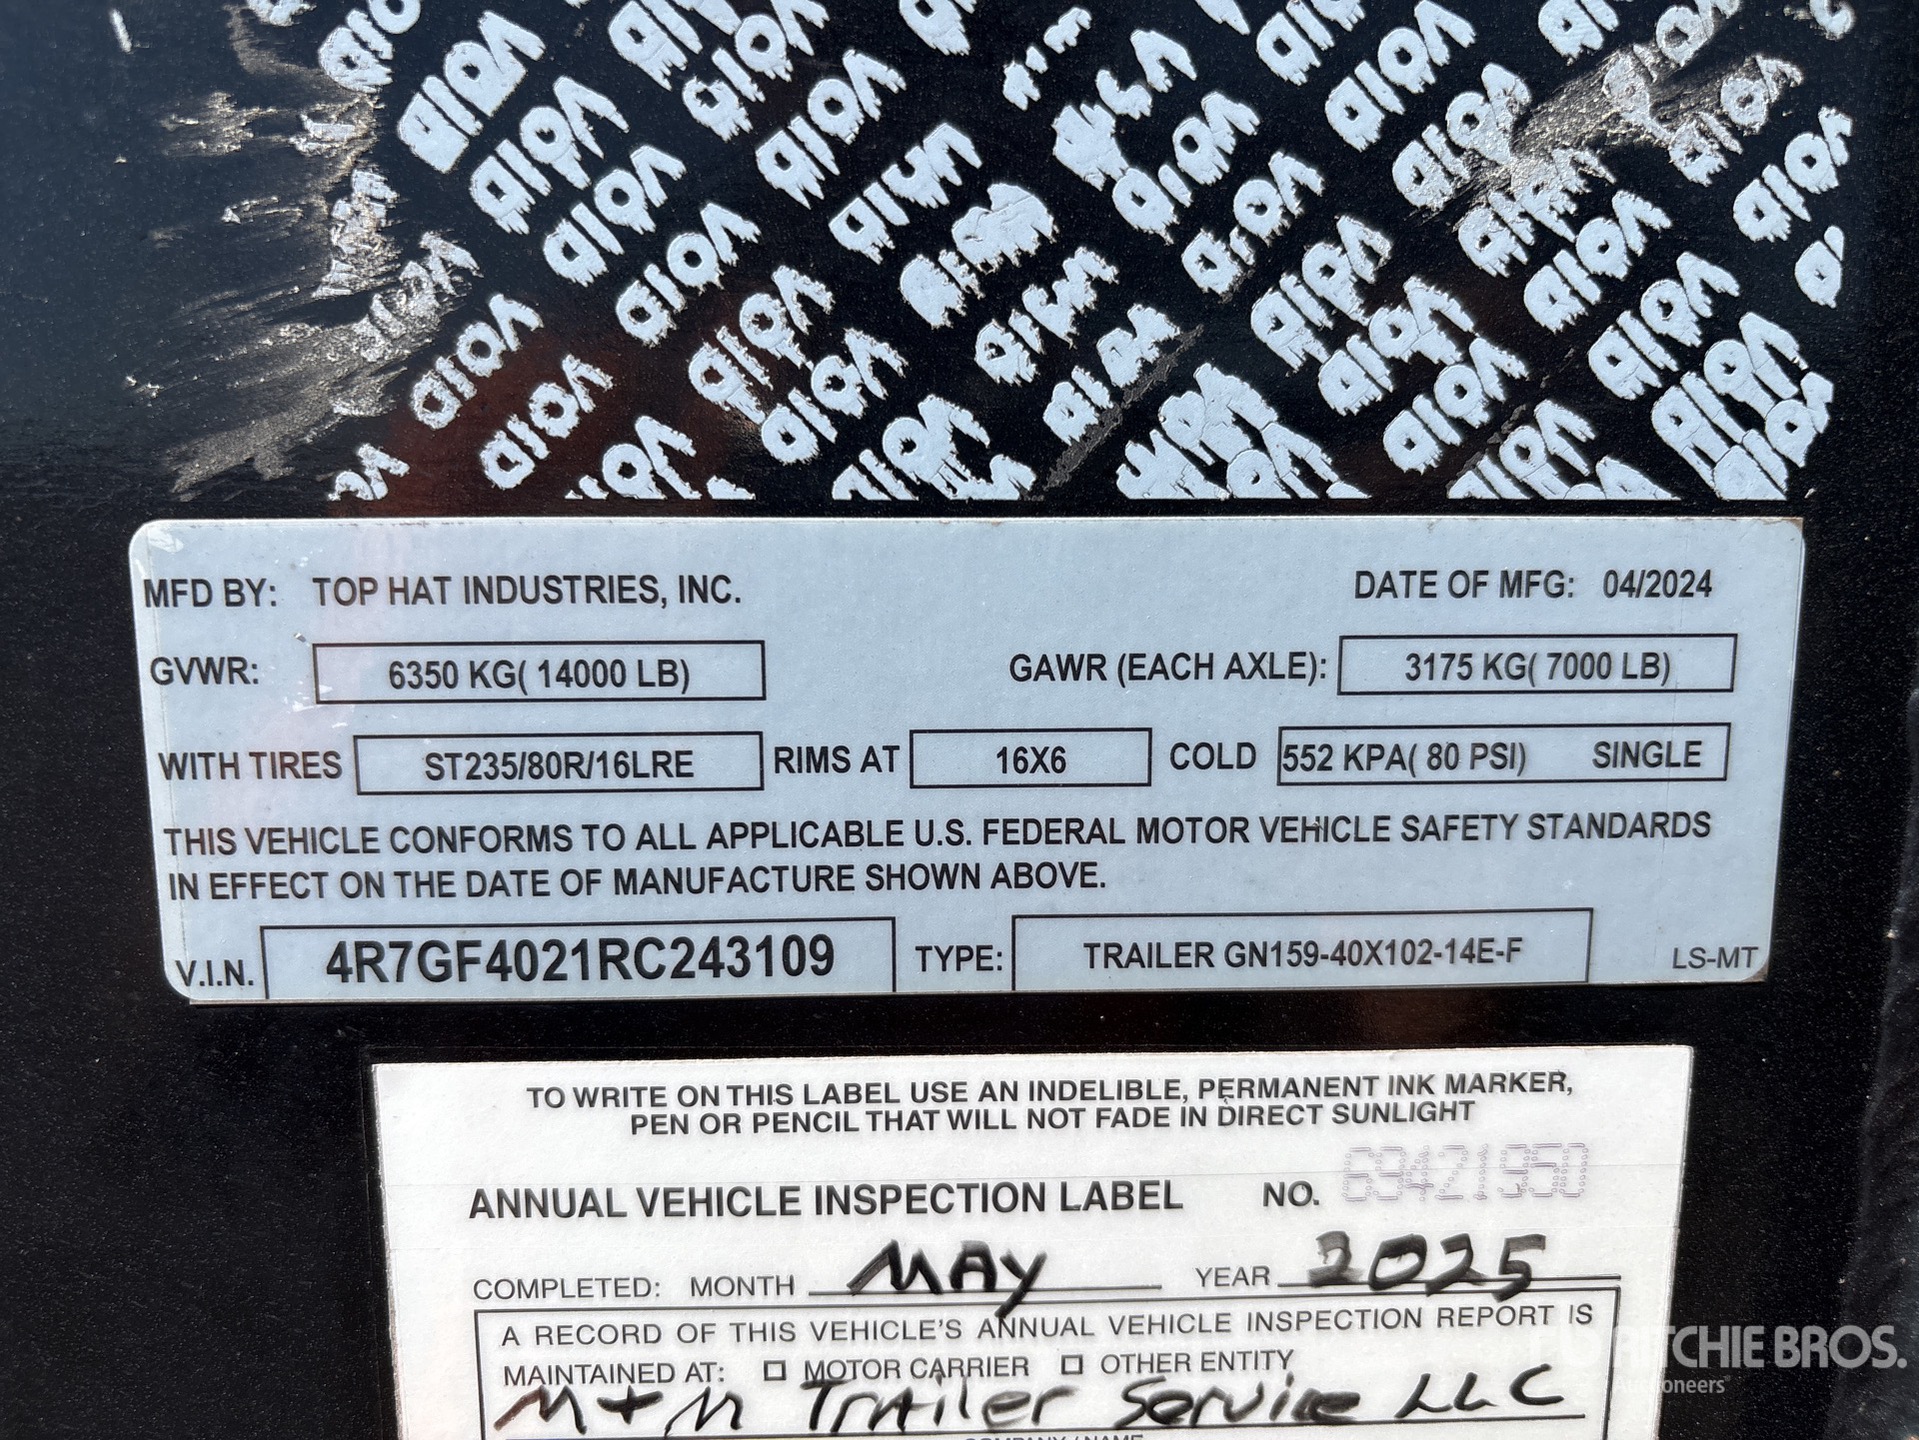 MFD BY: TOP HAT INDUSTRIES, INC. DATE OF MFG: 04/2024
GVWR: 6350 KG( 14000 LB) GAWR (EACH AXLE): 3175 KG( 7000 LB)
WITH TIRES ST235/80R/16LRE RIMS AT 16X6 COLD 552 KPA( 80 PSI) SINGLE
THIS VEHICLE CONFORMS TO ALL APPLICABLE U.S. FEDERAL MOTOR VEHICLE SAFETY STANDARDS
IN EFFECT ON THE DATE OF MANUFACTURE SHOWN ABOVE.
V.I.N. 4R7GF4021RC243109 TYPE: TRAILER GN159-40X102-14E-F LS-MT
TO WRITE ON THIS LABEL USE AN INDELIBLE, PERMANENT INK MARKER,
PEN OR PENCIL THAT WILL NOT FADE IN DIRECT SUNLIGHT
ANNUAL VEHICLE INSPECTION LABEL NO. 683421950
COMPLETED: MONTH MAY YEAR 2025
A RECORD OF THIS VEHICLE'S ANNUAL VEHICLE INSPECTION REPORT IS
MAINTAINED AT: MOTOR CARRIER OTHER ENTITY
M+M Trailer Service LLC
RITCHIE BROS.
Auctioneers